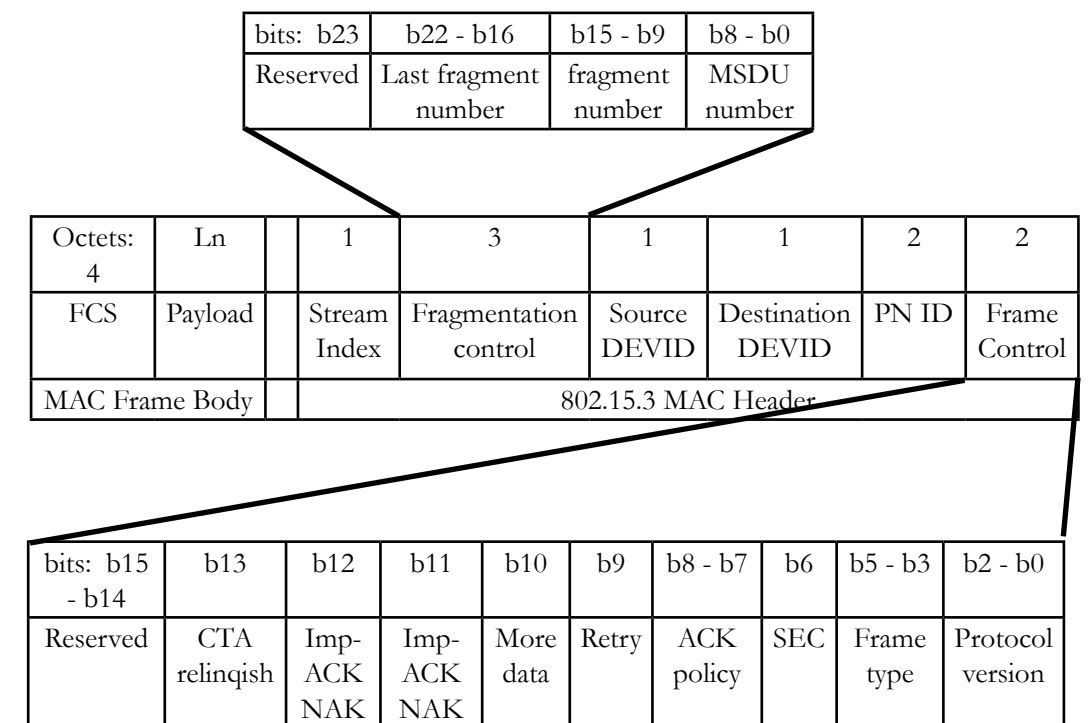 bits: b23 b22 - b16 b15 - b9 b8 - b0
Reserved Last fragment number fragment number MSDU number
Octets: 4 Ln 1 3 1 1 2 2
FCS Payload Stream Index Fragmentation control Source DEVID Destination DEVID PN ID Frame Control
MAC Frame Body 802.15.3 MAC Header
bits: b15 - b14 b13 b12 b11 b10 b9 b8 - b7 b6 b5 - b3 b2 - b0
Reserved CTA relinqish Imp-ACK NAK Imp-ACK NAK More data Retry ACK policy SEC Frame type Protocol version